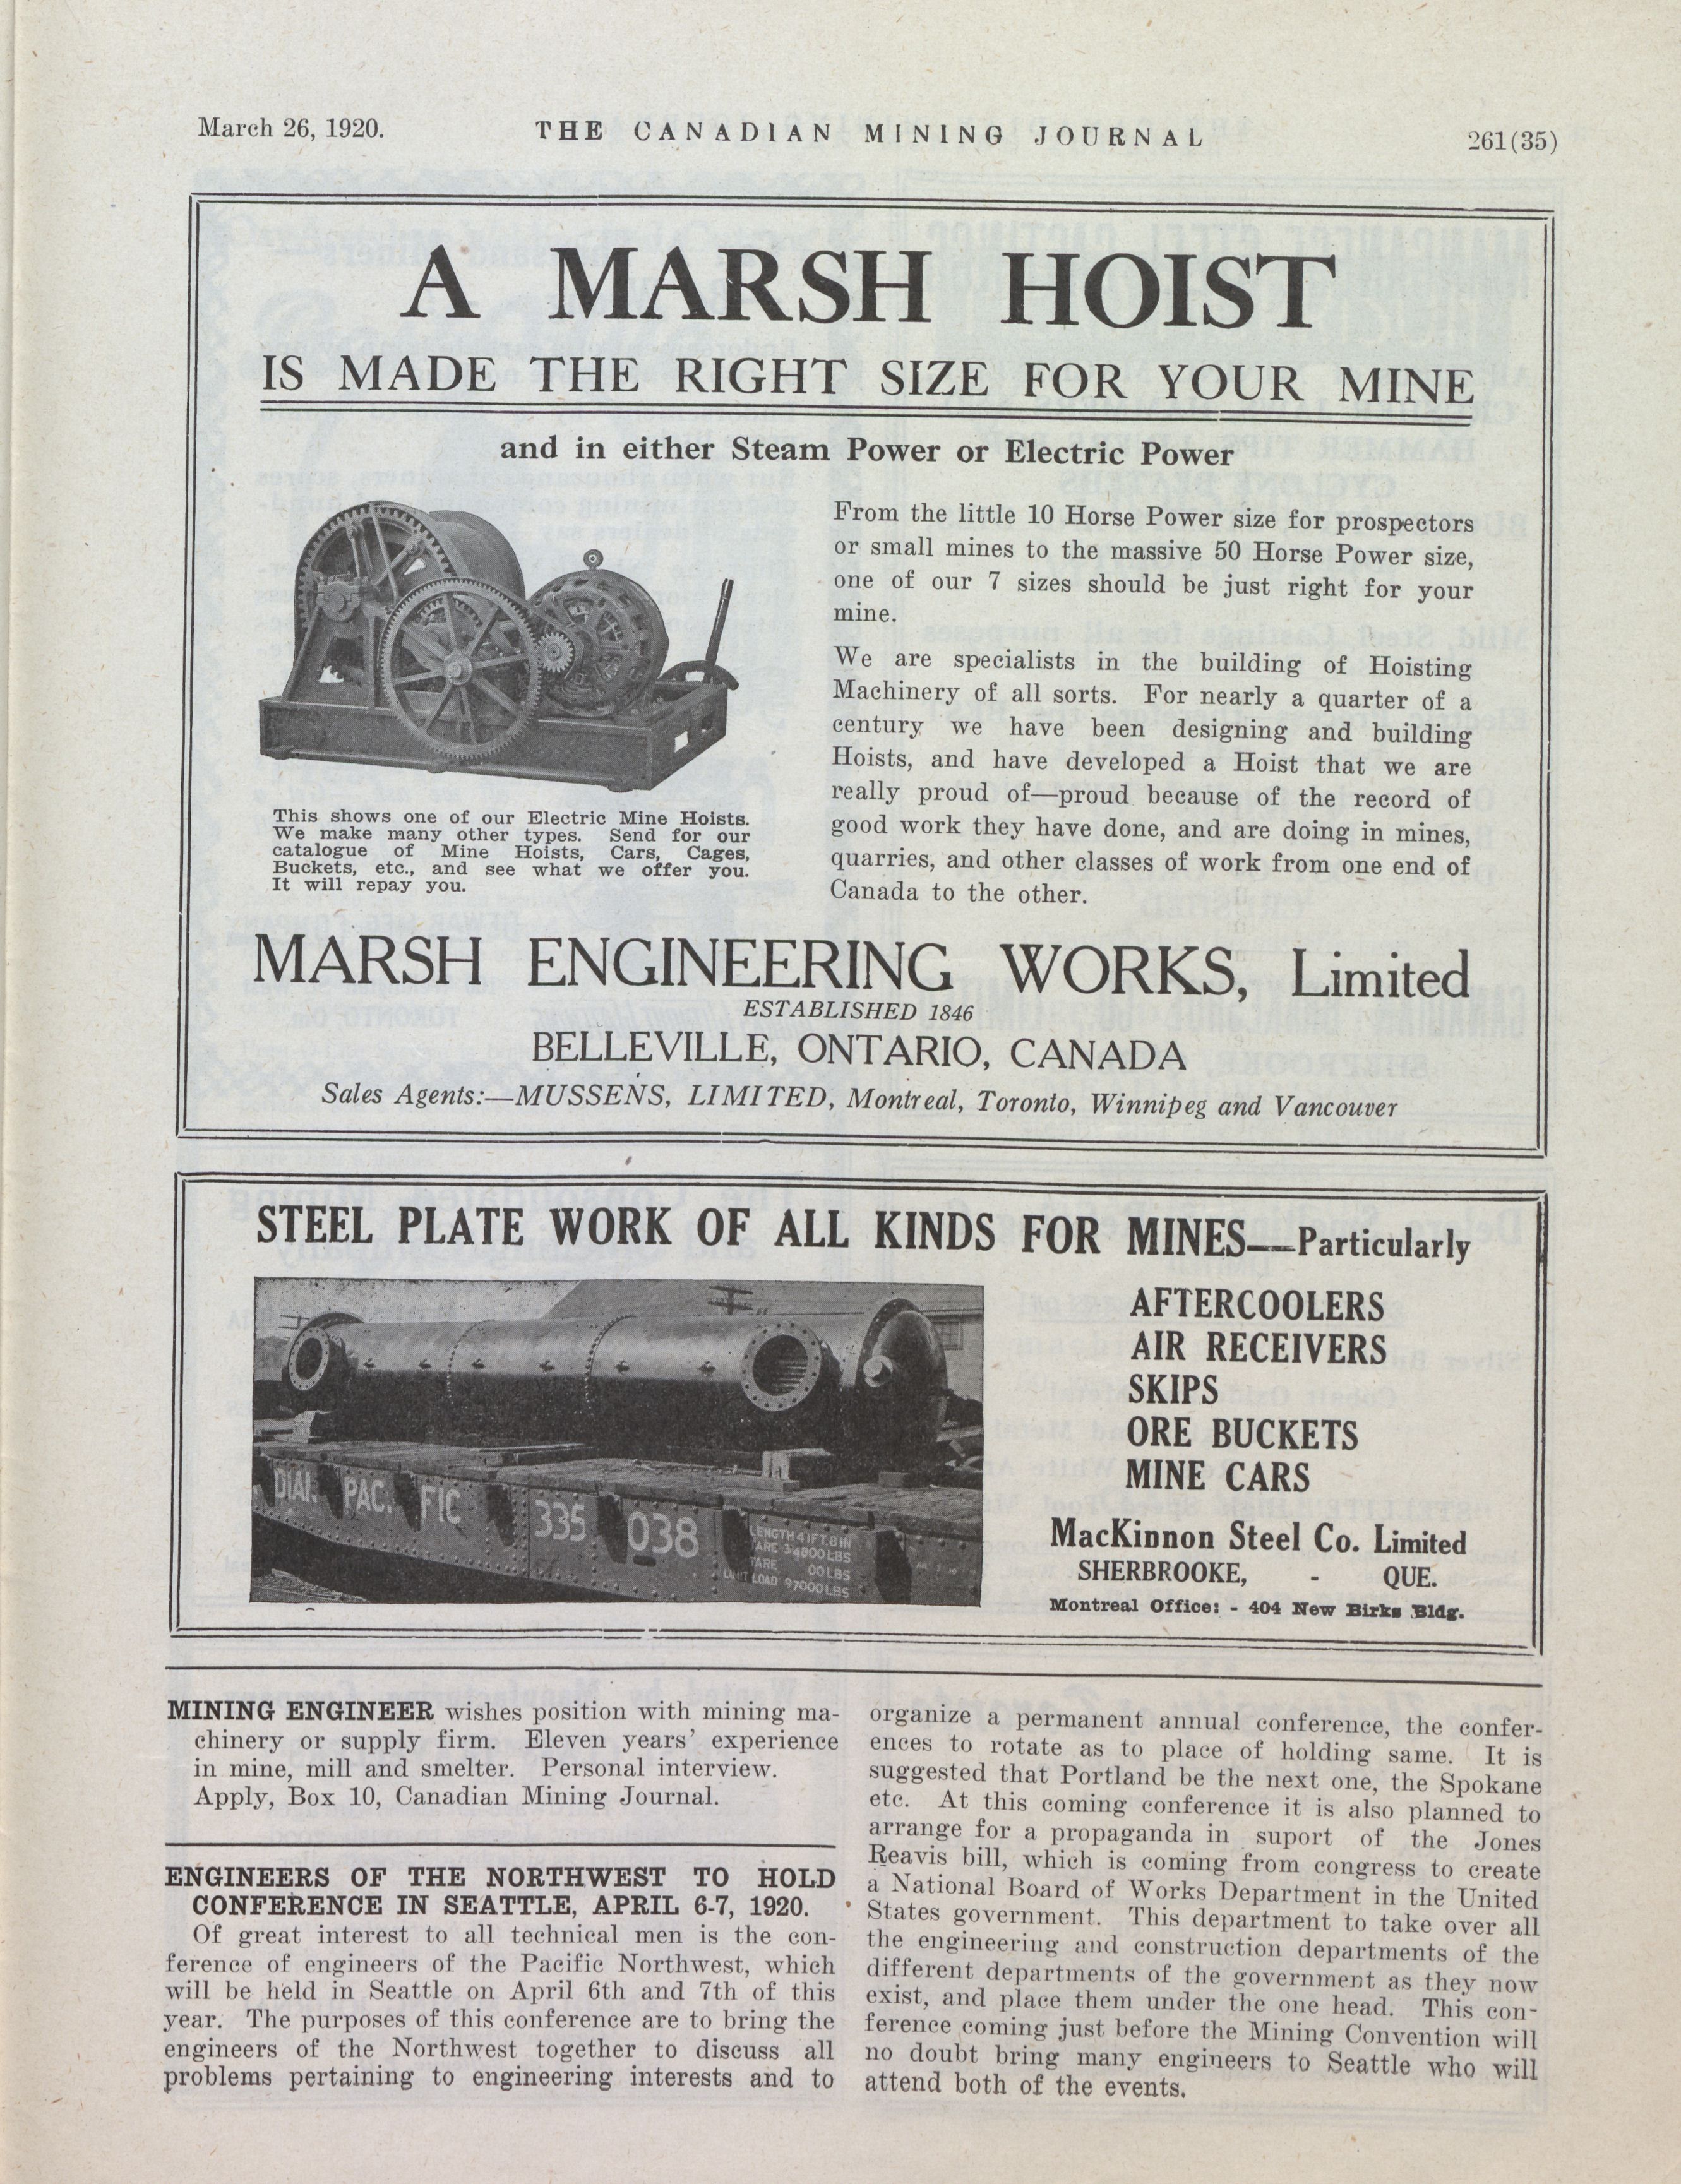 March 26, 1920.
THE CANADIAN MINING JOURNAL
261(35)
A MARSH HOIST
IS MADE THE RIGHT SIZE FOR YOUR MINE
and in either Steam Power or Electric Power
This shows one of our Electric Mine Hoists.
We make many other types. Send for our
catalogue of Mine Hoists, Cars, Cages,
Buckets, etc., and see what we offer you.
It will repay you.
From the little 10 Horse Power size for prospectors
or small mines to the massive 50 Horse Power size,
one of our 7 sizes should be just right for your
mine.
We are specialists in the building of Hoisting
Machinery of all sorts. For nearly a quarter of a
century we have been designing and building
Hoists, and have developed a Hoist that we are
really proud of—proud because of the record of
good work they have done, and are doing in mines,
quarries, and other classes of work from one end of
Canada to the other.
MARSH ENGINEERING WORKS, Limited
ESTABLISHED 1846
BELLEVILLE, ONTARIO, CANADA
Sales Agents:—MUSSENS, LIMITED, Montreal, Toronto, Winnipeg and Vancouver
STEEL PLATE WORK OF ALL KINDS FOR MINES—Particularly
DIAN PAC. FIC 335 038
LENGTH 41 FT. 8 IN
TARE 34800 LBS
TARE 00 LBS
LOAD 97000 LBS
AFTERCOOLERS
AIR RECEIVERS
SKIPS
ORE BUCKETS
MINE CARS
MacKinnon Steel Co. Limited
SHERBROOKE, - QUE.
Montreal Office: - 404 New Birks Bldg.
MINING ENGINEER wishes position with mining ma-
chinery or supply firm. Eleven years' experience
in mine, mill and smelter. Personal interview.
Apply, Box 10, Canadian Mining Journal.
ENGINEERS OF THE NORTHWEST TO HOLD
CONFERENCE IN SEATTLE, APRIL 6-7, 1920.
Of great interest to all technical men is the con-
ference of engineers of the Pacific Northwest, which
will be held in Seattle on April 6th and 7th of this
year. The purposes of this conference are to bring the
engineers of the Northwest together to discuss all
problems pertaining to engineering interests and to
organize a permanent annual conference, the confer-
ences to rotate as to place of holding same. It is
suggested that Portland be the next one, the Spokane
etc. At this coming conference it is also planned to
arrange for a propaganda in suport of the Jones
Reavis bill, which is coming from congress to create
a National Board of Works Department in the United
States government. This department to take over all
the engineering and construction departments of the
different departments of the government as they now
exist, and place them under the one head. This con-
ference coming just before the Mining Convention will
no doubt bring many engineers to Seattle who will
attend both of the events.